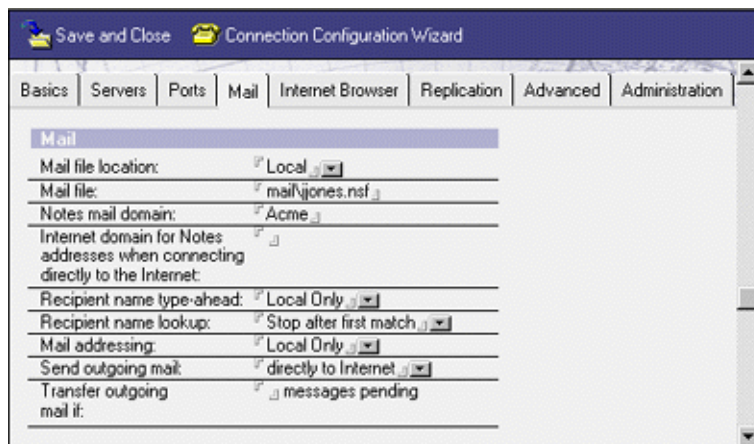 Save and Close Connection Configuration Wizard
Basics Servers Ports Mail Internet Browser Replication Advanced Administration
Mail
Mail file location: Local
Mail file: mail\jjones.nsf
Notes mail domain: Acme
Internet domain for Notes
addresses when connecting
directly to the Internet:
Recipient name type-ahead: Local Only
Recipient name lookup: Stop after first match
Mail addressing: Local Only
Send outgoing mail: directly to Internet
Transfer outgoing messages pending
mail if: